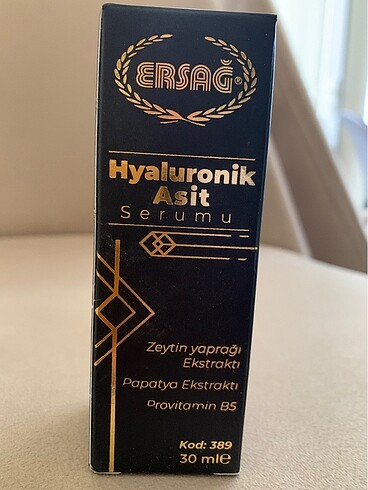 ERSAĞ®
Hyaluronik
Asit
Serumu
Zeytin yaprağı
Ekstraktı
Papatya Ekstraktı
Provitamin B5
Kod: 389
30 ml℮